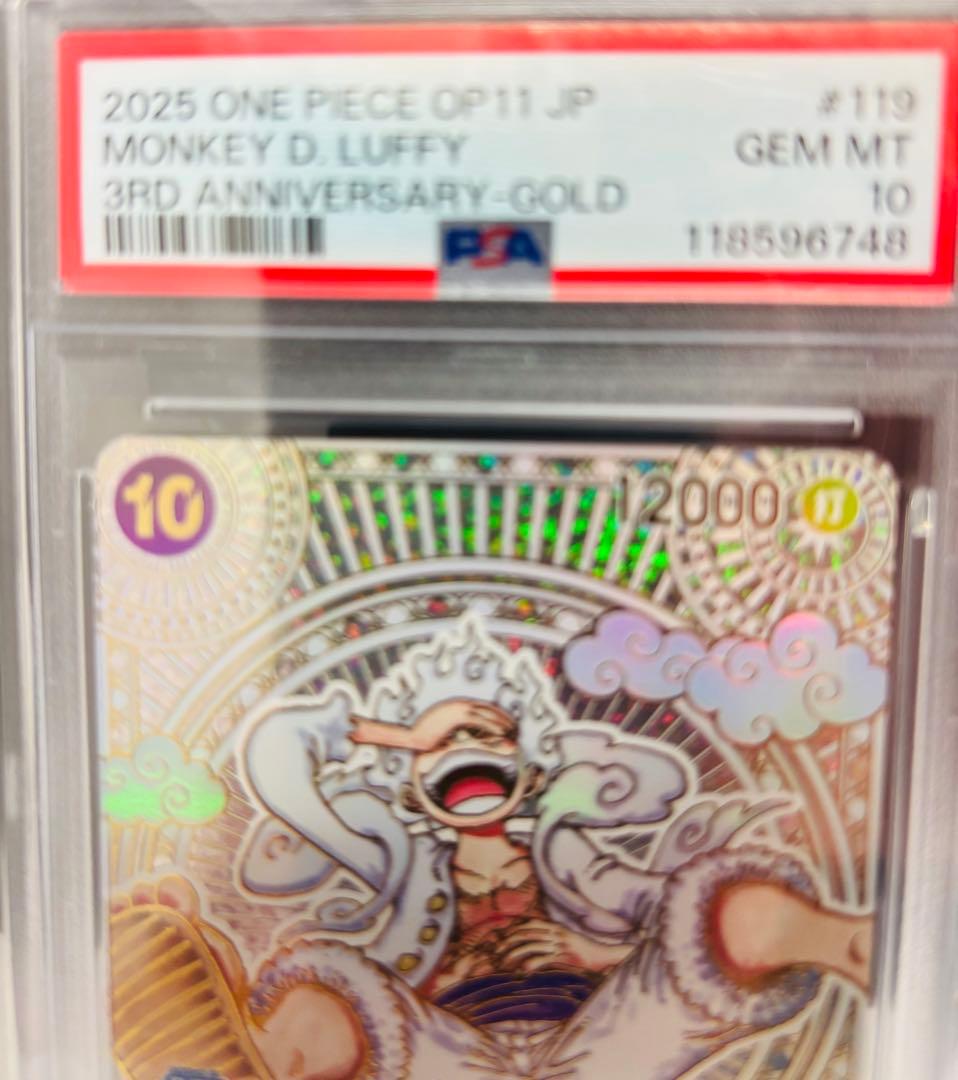 2025 ONE PIECE OP11 JP #119
MONKEY D. LUFFY GEM MT
3RD ANNIVERSARY-GOLD 10
PSA 118596748
10 12000